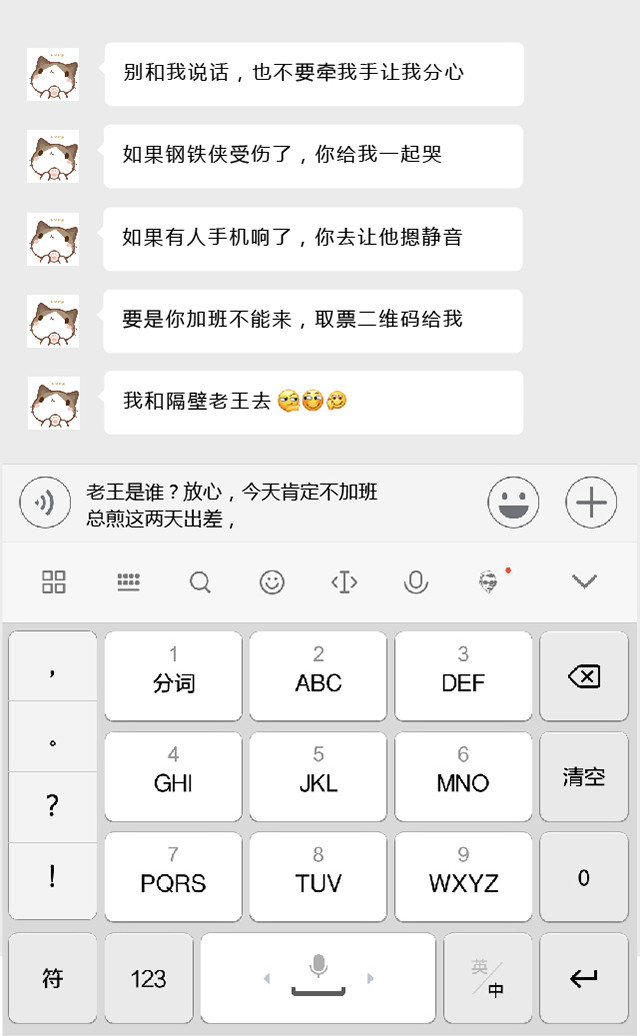 别和我说话，也不要牵我手让我分心
如果钢铁侠受伤了，你给我一起哭
如果有人手机响了，你去让他摁静音
要是你加班不能来，取票二维码给我
我和隔壁老王去
老王是谁？放心，今天肯定不加班
总煎这两天出差，
，
1
分词
2
ABC
3
DEF
。
4
GHI
5
JKL
6
MNO
清空
？
7
PQRS
8
TUV
9
WXYZ
0
！
符
123
英/中